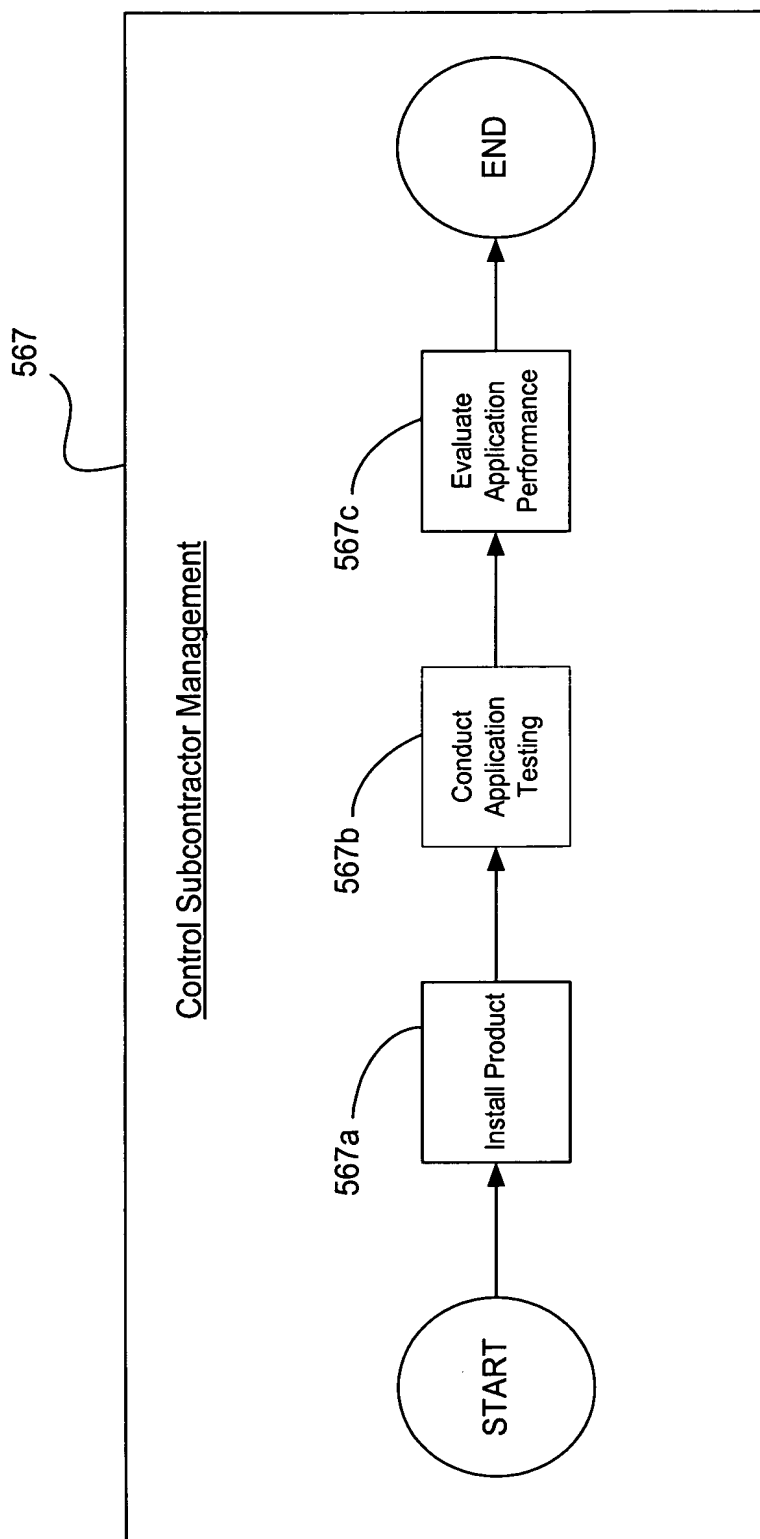 567
Control Subcontractor Management
START
567a
Install Product
567b
Conduct
Application
Testing
567c
Evaluate
Application
Performance
END